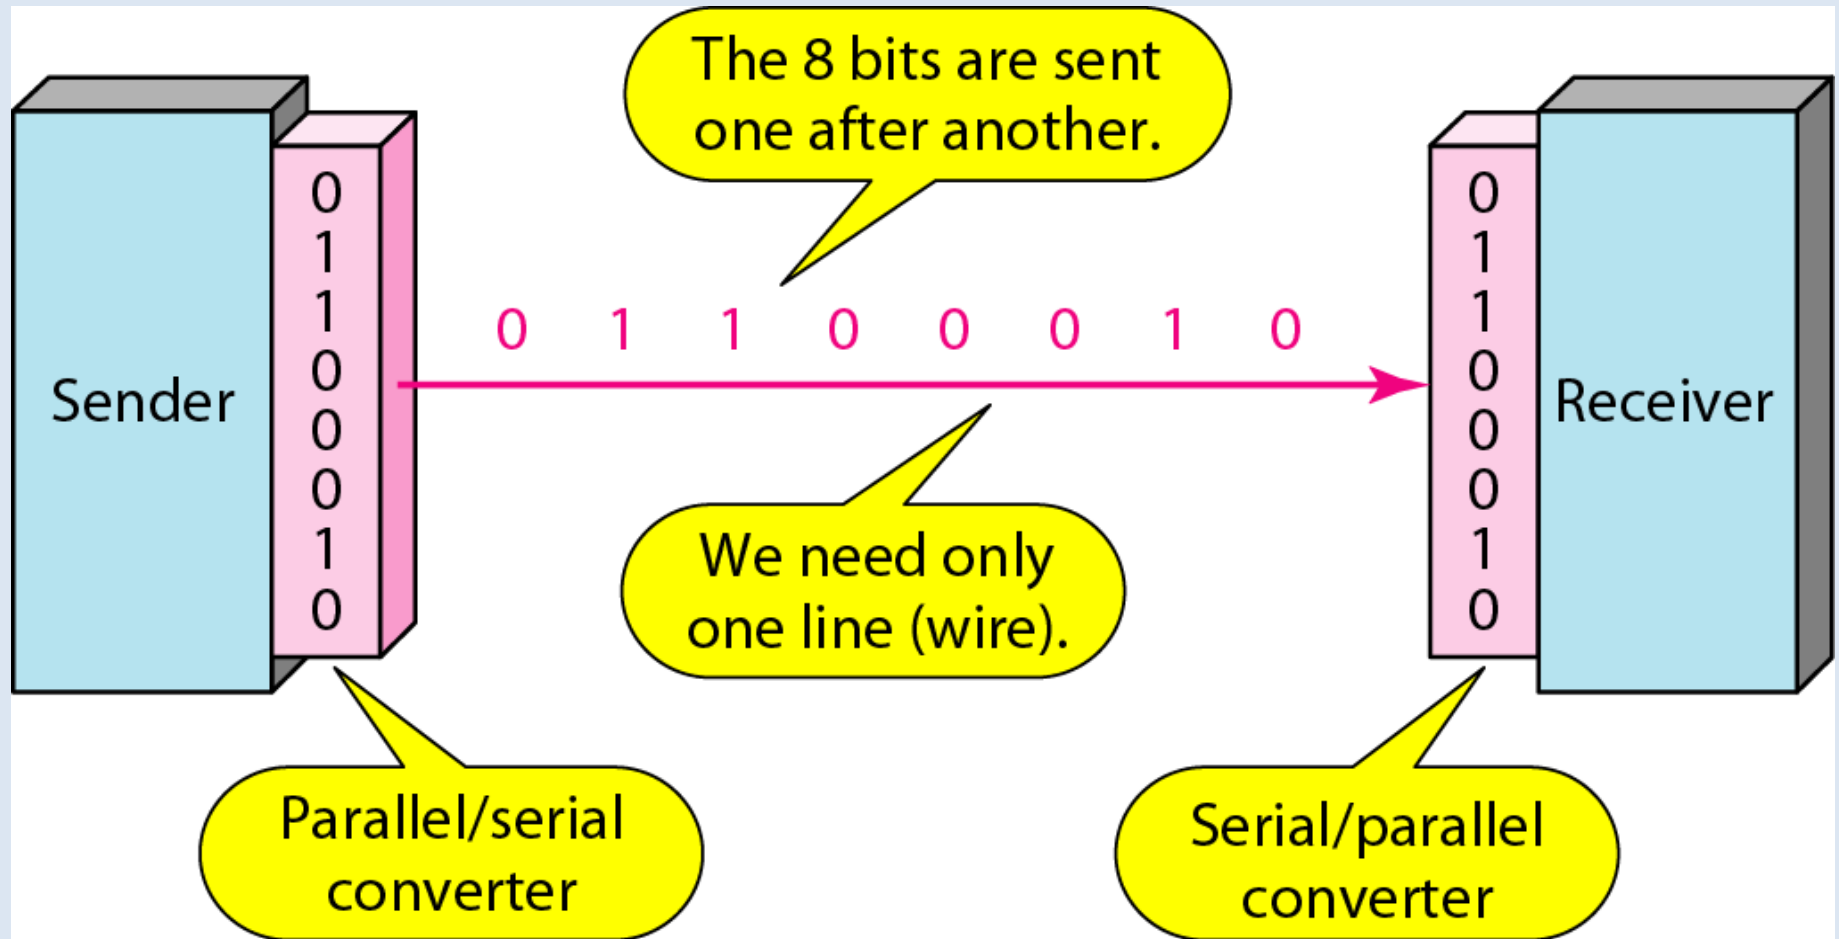 The 8 bits are sent
one after another.
Sender
0
1
1
0
0
0
1
0
0 1 1 0 0 0 1 0
0
1
1
0
0
0
1
0
Receiver
We need only
one line (wire).
Parallel/serial
converter
Serial/parallel
converter